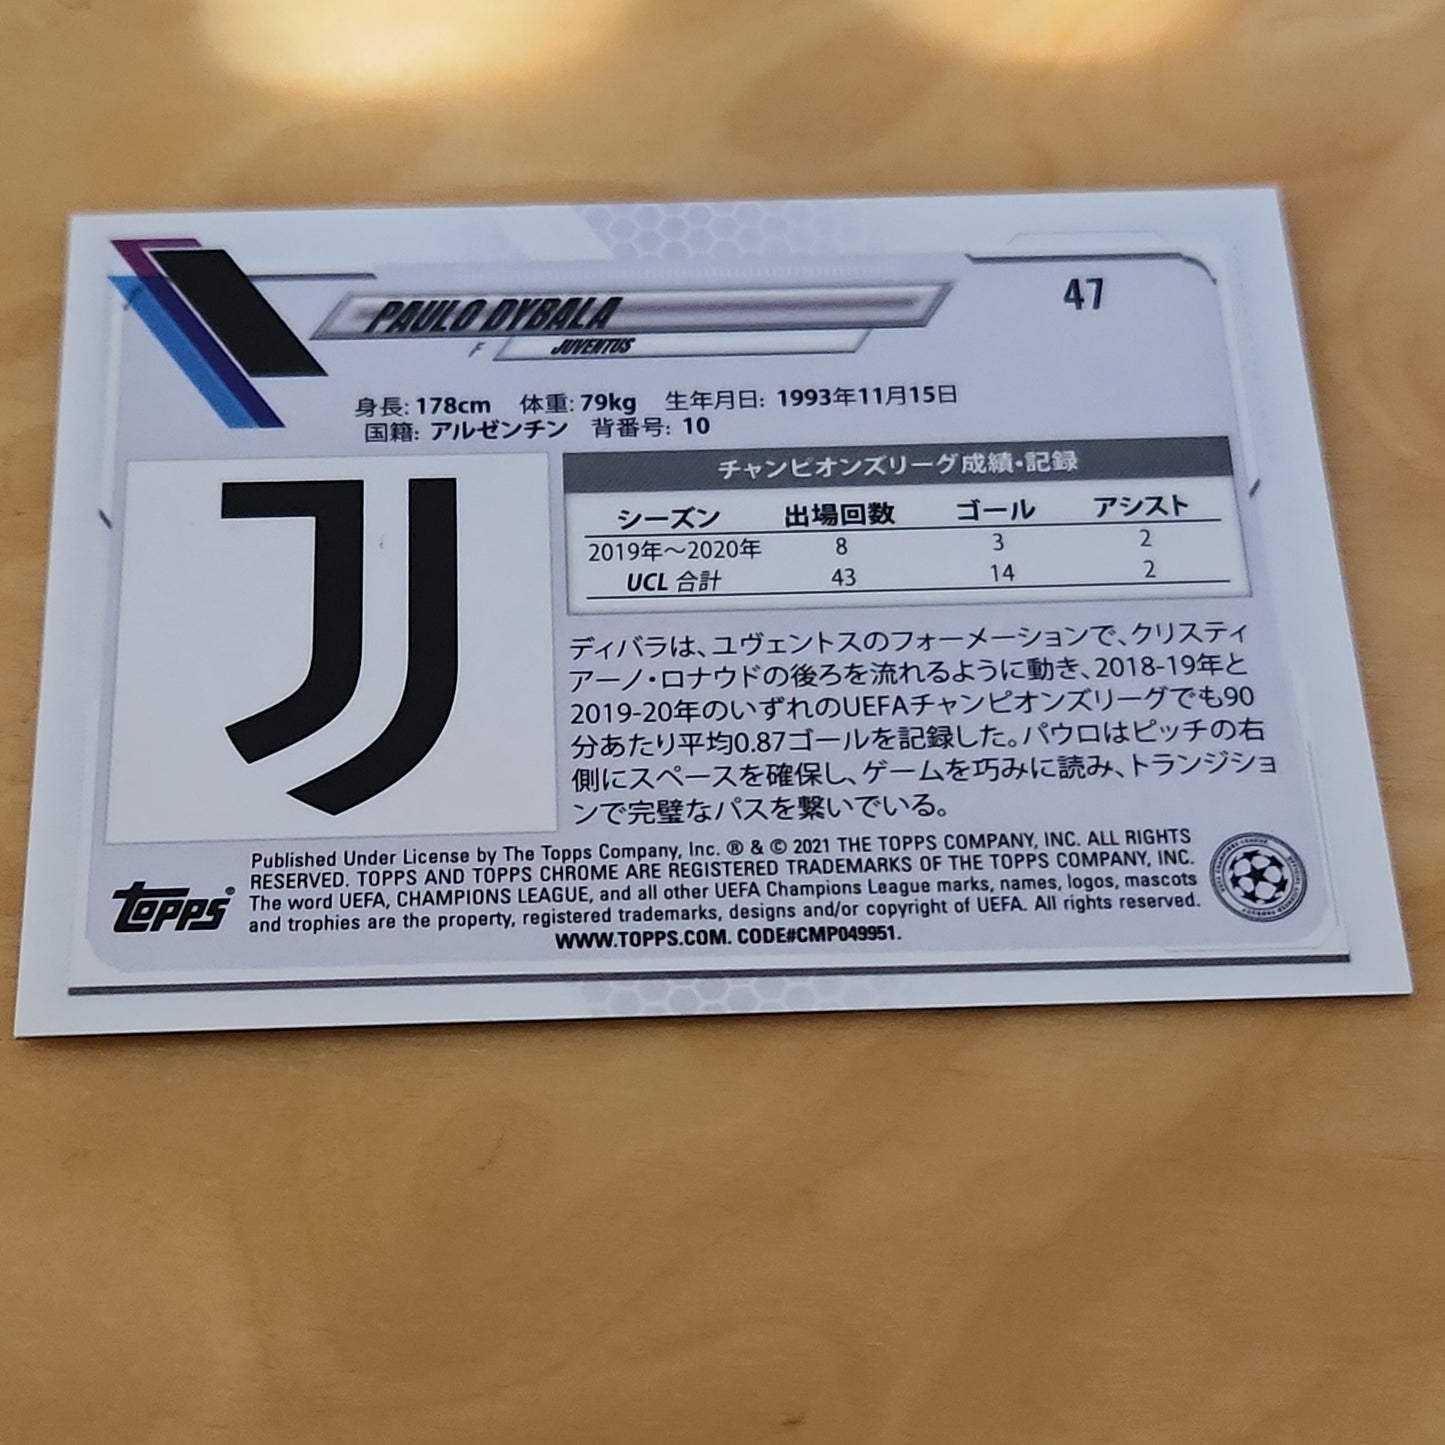 PAULO DYBALA
47
F JUVENTUS
身長: 178cm 体重: 79kg 生年月日: 1993年11月15日
国籍: アルゼンチン 背番号: 10
チャンピオンズリーグ成績・記録
シーズン 出場回数 ゴール アシスト
2019年〜2020年 8 3 2
UCL 合計 43 14 2
ディバラは、ユヴェントスのフォーメーションで、クリスティ
アーノ・ロナウドの後ろを流れるように動き、2018-19年と
2019-20年のいずれのUEFAチャンピオンズリーグでも90
分あたり平均0.87ゴールを記録した。パウロはピッチの右
側にスペースを確保し、ゲームを巧みに読み、トランジショ
ンで完璧なパスを繋いでいる。
Published Under License by The Topps Company, Inc. ® & © 2021 THE TOPPS COMPANY, INC. ALL RIGHTS
RESERVED. TOPPS AND TOPPS CHROME ARE REGISTERED TRADEMARKS OF THE TOPPS COMPANY, INC.
The word UEFA, CHAMPIONS LEAGUE, and all other UEFA Champions League marks, names, logos, mascots
and trophies are the property, registered trademarks, designs and/or copyright of UEFA. All rights reserved.
WWW.TOPPS.COM. CODE#CMP049951.
topps®